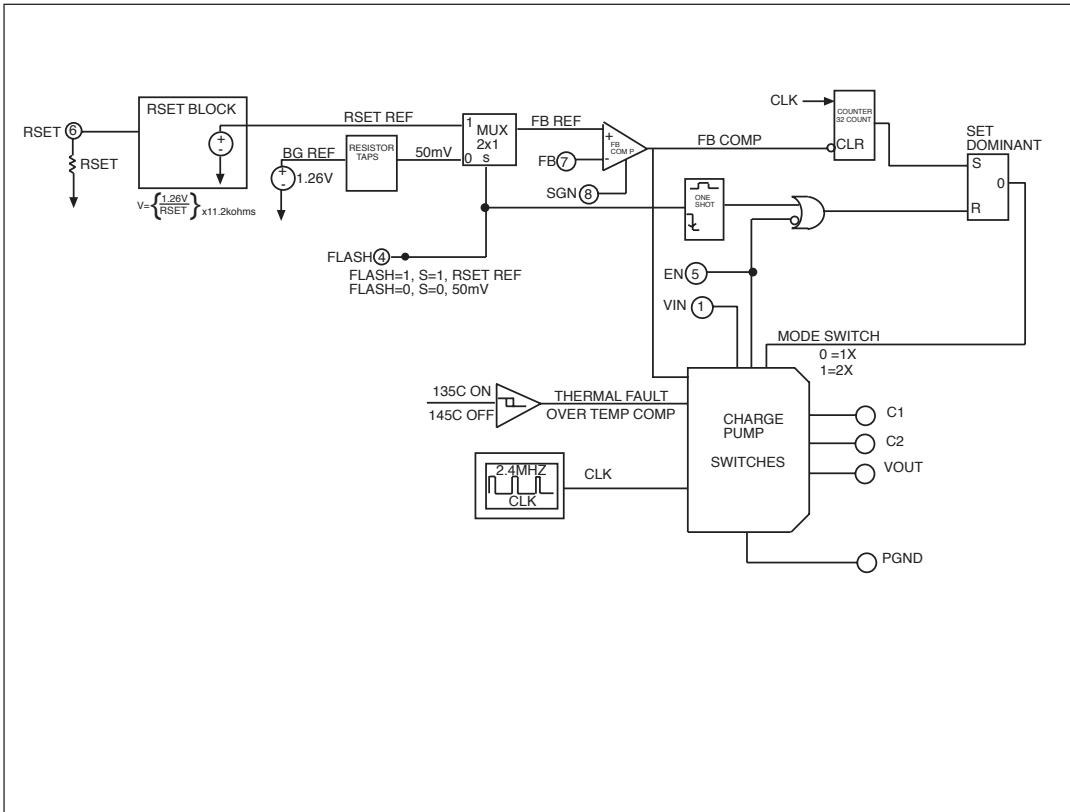 RSET 6
RSET
RSET BLOCK
+
-
V={1.26V/RSET}x11.2kohms
RSET REF
BG REF
+
-
1.26V
RESISTOR
TAPS
50mV
1
MUX
2x1
0
s
FB REF
+
FB
COM P
-
FB 7
SGN 8
FB COMP
CLK
COUNTER
32 COUNT
CLR
SET
DOMINANT
S
0
R
ONE
SHOT
FLASH 4
FLASH=1, S=1, RSET REF
FLASH=0, S=0, 50mV
EN 5
VIN 1
MODE SWITCH
0 =1X
1=2X
135C ON
145C OFF
THERMAL FAULT
OVER TEMP COMP
2.4MHZ
CLK
CLK
CHARGE
PUMP
SWITCHES
C1
C2
VOUT
PGND